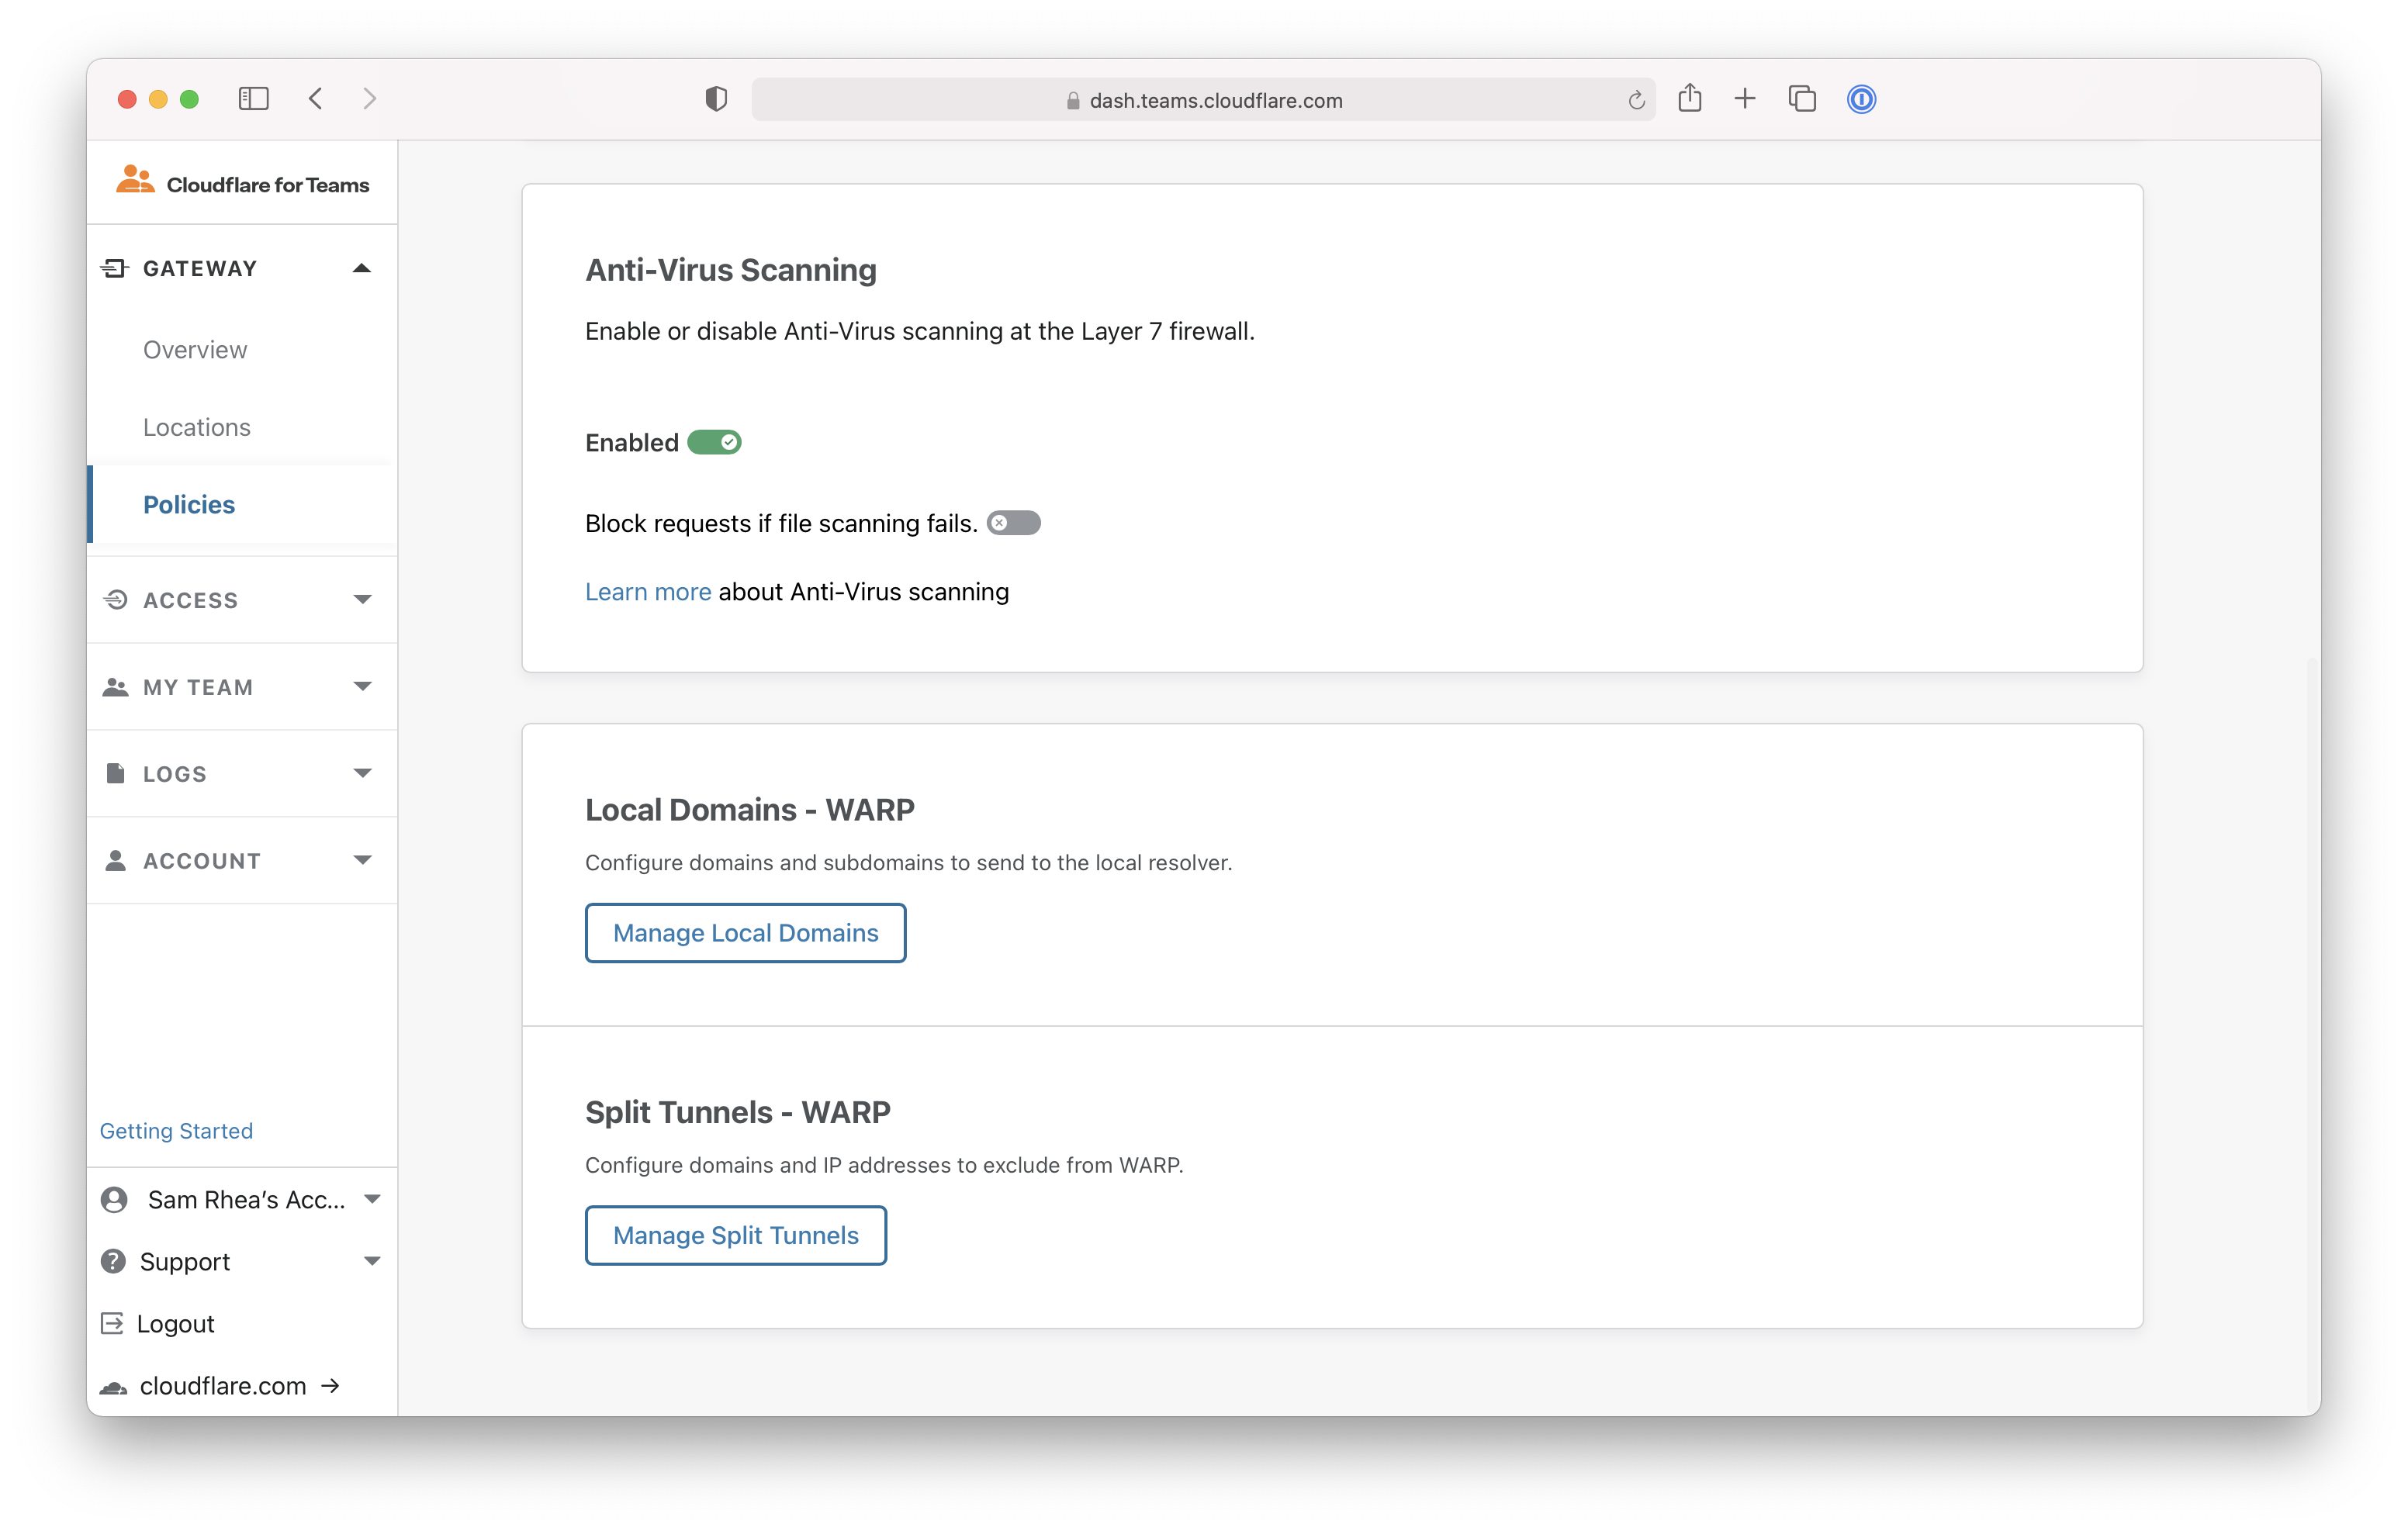 dash.teams.cloudflare.com
Cloudflare for Teams
GATEWAY
Overview
Locations
Policies
ACCESS
MY TEAM
LOGS
ACCOUNT
Getting Started
Sam Rhea’s Acc...
Support
Logout
cloudflare.com →
Anti-Virus Scanning
Enable or disable Anti-Virus scanning at the Layer 7 firewall.
Enabled
Block requests if file scanning fails.
Learn more about Anti-Virus scanning
Local Domains - WARP
Configure domains and subdomains to send to the local resolver.
Manage Local Domains
Split Tunnels - WARP
Configure domains and IP addresses to exclude from WARP.
Manage Split Tunnels